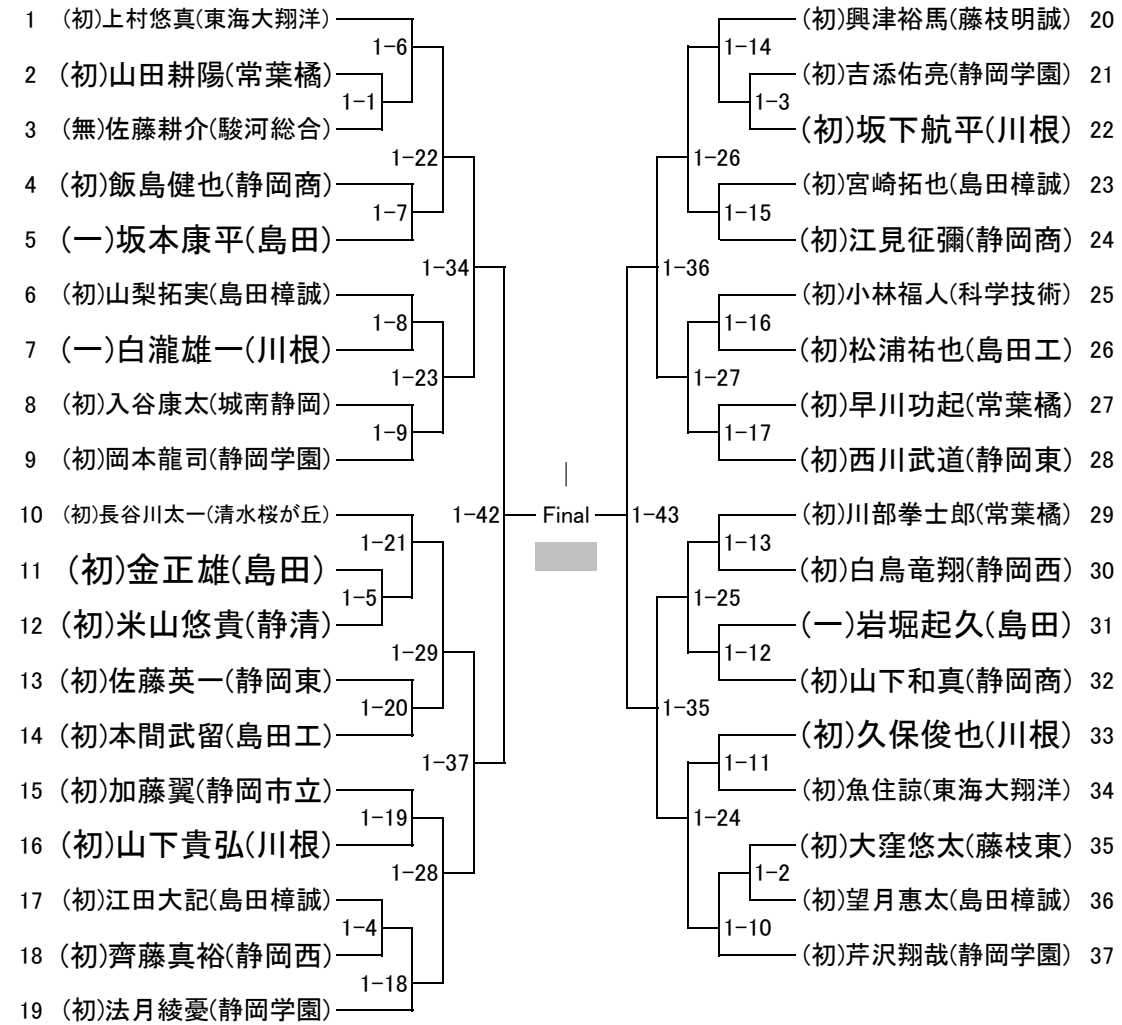 1 (初)上村悠真(東海大翔洋)
2 (初)山田耕陽(常葉橘)
3 (無)佐藤耕介(駿河総合)
4 (初)飯島健也(静岡商)
5 (一)坂本康平(島田)
6 (初)山梨拓実(島田樟誠)
7 (一)白瀧雄一(川根)
8 (初)入谷康太(城南静岡)
9 (初)岡本龍司(静岡学園)
10 (初)長谷川太一(清水桜が丘)
11 (初)金正雄(島田)
12 (初)米山悠貴(静清)
13 (初)佐藤英一(静岡東)
14 (初)本間武留(島田工)
15 (初)加藤翼(静岡市立)
16 (初)山下貴弘(川根)
17 (初)江田大記(島田樟誠)
18 (初)齊藤真裕(静岡西)
19 (初)法月綾憂(静岡学園)
1-6
1-1
1-7
1-8
1-9
1-21
1-5
1-20
1-19
1-4
1-18
1-22
1-23
1-29
1-28
1-34
1-37
1-42
Final
1-43
1-36
1-35
1-26
1-27
1-25
1-24
1-14
1-3
1-15
1-16
1-17
1-13
1-12
1-11
1-2
1-10
(初)興津裕馬(藤枝明誠) 20
(初)吉添佑亮(静岡学園) 21
(初)坂下航平(川根) 22
(初)宮崎拓也(島田樟誠) 23
(初)江見征彌(静岡商) 24
(初)小林福人(科学技術) 25
(初)松浦祐也(島田工) 26
(初)早川功起(常葉橘) 27
(初)西川武道(静岡東) 28
(初)川部拳士郎(常葉橘) 29
(初)白鳥竜翔(静岡西) 30
(一)岩堀起久(島田) 31
(初)山下和真(静岡商) 32
(初)久保俊也(川根) 33
(初)魚住諒(東海大翔洋) 34
(初)大窪悠太(藤枝東) 35
(初)望月惠太(島田樟誠) 36
(初)芹沢翔哉(静岡学園) 37